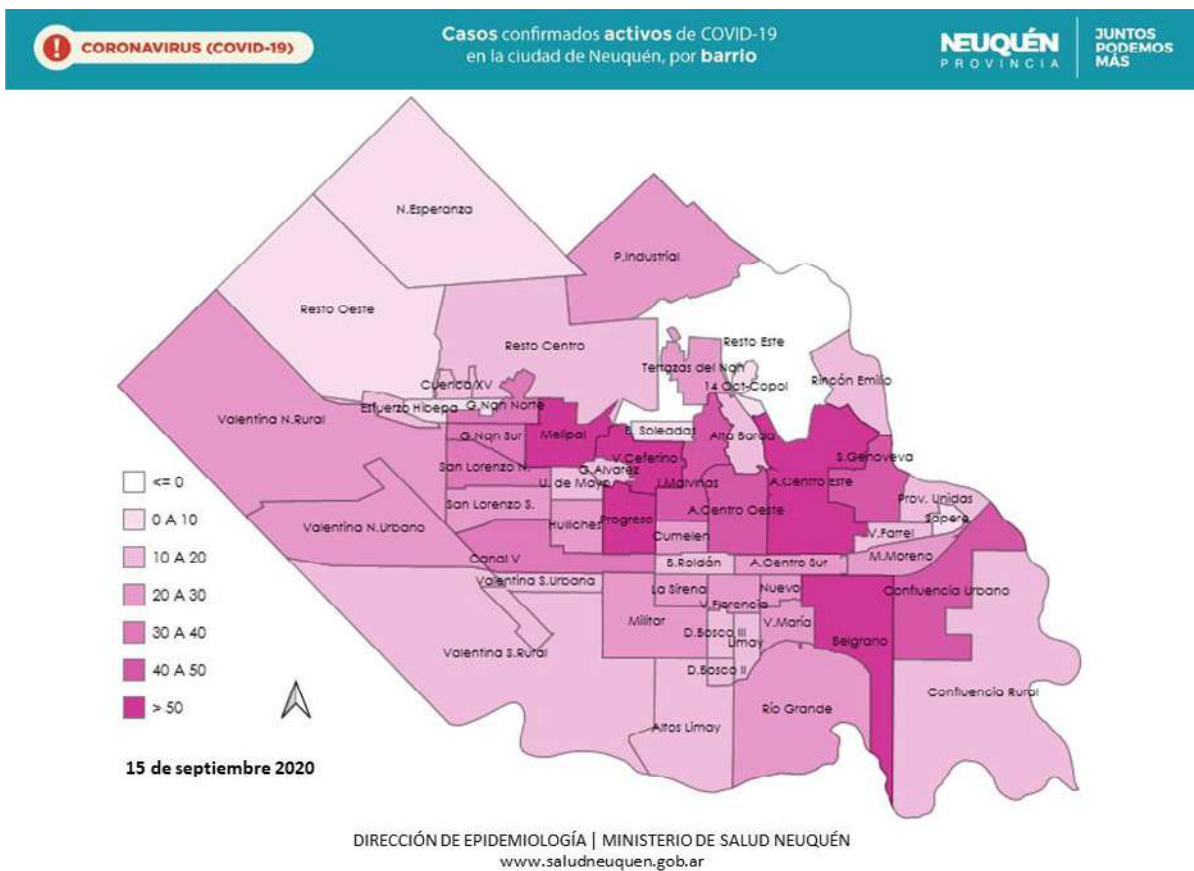 CORONAVIRUS (COVID-19)
Casos confirmados activos de COVID-19
en la ciudad de Neuquén, por barrio
NEUQUÉN
PROVINCIA
JUNTOS
PODEMOS
MÁS
N.Esperanza
P.Industrial
Resto Oeste
Resto Centro
Resto Este
Terrazas del Nqn
Cuenca XV
14 Oct-Copol
Rincón Emilio
Esfuerzo
Hibepa
G.Nqn Norte
Valentina N.Rural
G.Nqn Sur
Melipal
B. Soleadas
Alta Barda
V.Ceferino
S.Genoveva
San Lorenzo N.
G.Alvarez
U. de Mayo
I.Malvinas
A.Centro Este
San Lorenzo S.
Prov. Unidas
Valentina N.Urbano
Huiliches
Progreso
A.Centro Oeste
Sapere
Cumelen
V.Farrel
Canal V
B.Roldán
A.Centro Sur
M.Moreno
Valentina S.Urbana
La Sirena
V.Florencia
Nuevo
Confluencia Urbano
Militar
V.María
D.Bosco III
Limay
Belgrano
Valentina S.Rural
D.Bosco II
Confluencia Rural
Altos Limay
Río Grande
<= 0
0 A 10
10 A 20
20 A 30
30 A 40
40 A 50
> 50
15 de septiembre 2020
DIRECCIÓN DE EPIDEMIOLOGÍA | MINISTERIO DE SALUD NEUQUÉN
www.saludneuquen.gob.ar